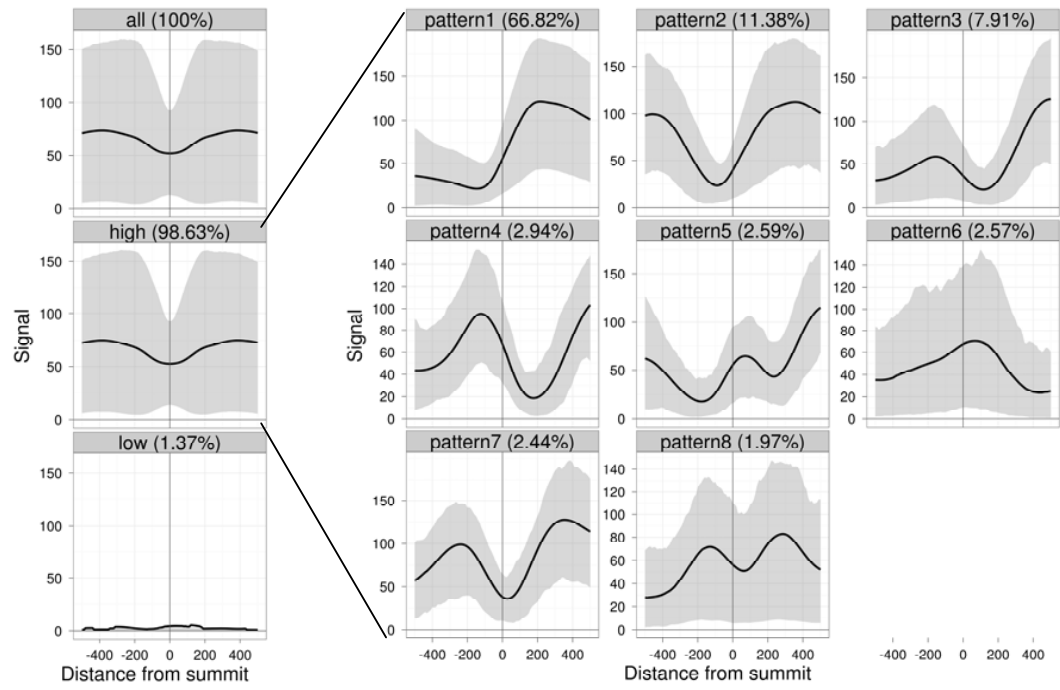 all (100%)
pattern1 (66.82%)
pattern2 (11.38%)
pattern3 (7.91%)
150
100
50
0
150
100
50
0
150
100
50
0
150
100
50
0
high (98.63%)
pattern4 (2.94%)
pattern5 (2.59%)
pattern6 (2.57%)
Signal
150
100
50
0
Signal
140
120
100
80
60
40
20
0
150
100
50
0
140
120
100
80
60
40
20
0
low (1.37%)
pattern7 (2.44%)
pattern8 (1.97%)
150
100
50
0
150
100
50
0
140
120
100
80
60
40
20
0
-400 -200 0 200 400
-400 -200 0 200 400
-400 -200 0 200 400
-400 -200 0 200 400
Distance from summit
Distance from summit